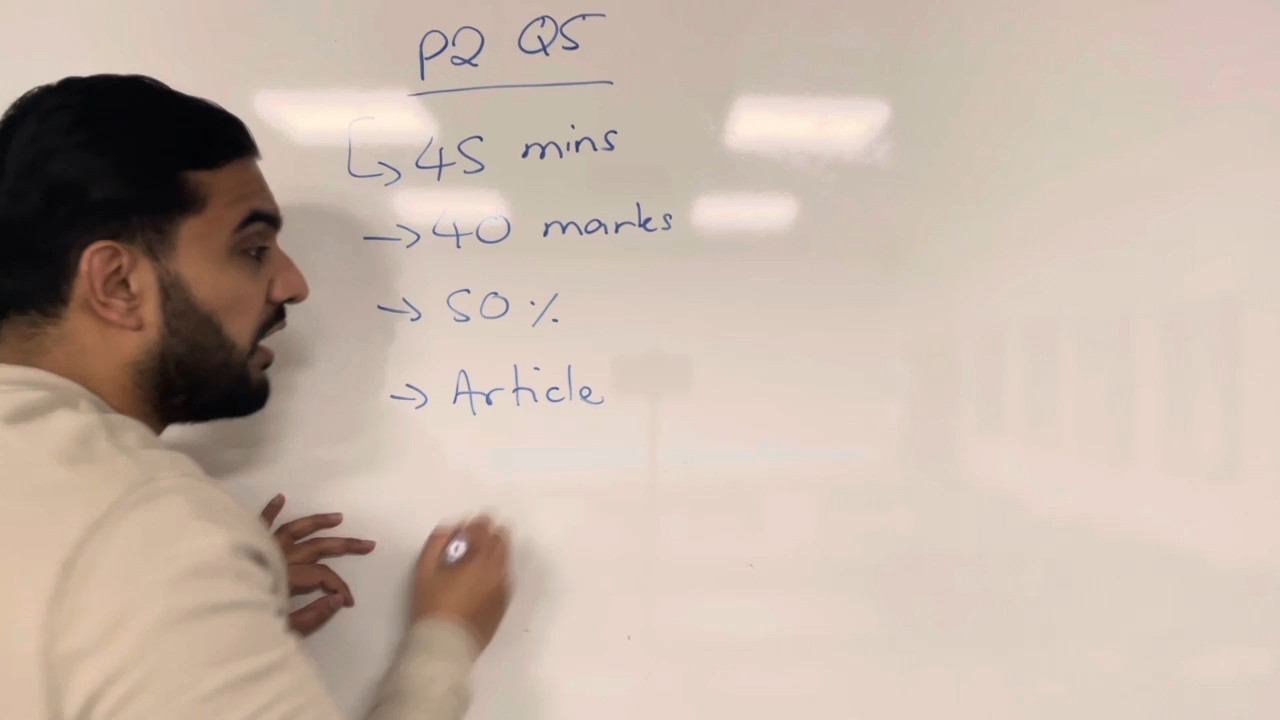 P2 Q5
↳ 45 mins
→ 40 marks
→ 50%
→ Article